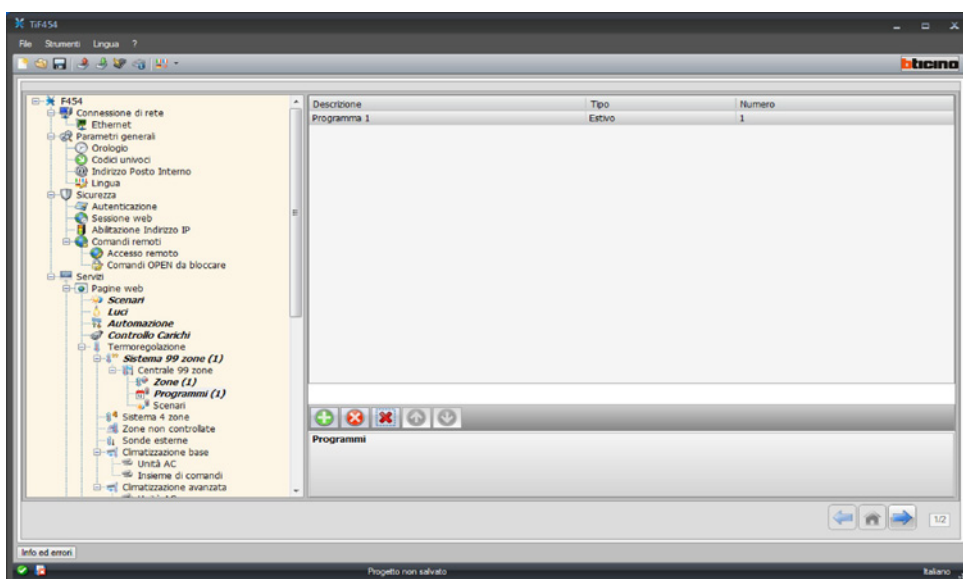 TiF454
File Strumenti Lingua ?
bticino
F454
Connessione di rete
Ethernet
Parametri generali
Orologio
Codici univoci
Indirizzo Posto Interno
Lingua
Sicurezza
Autenticazione
Sessione web
Abilitazione Indirizzo IP
Comandi remoti
Accesso remoto
Comandi OPEN da bloccare
Servizi
Pagine web
Scenari
Luci
Automazione
Controllo Carichi
Termoregolazione
Sistema 99 zone (1)
Centrale 99 zone
Zone (1)
Programmi (1)
Scenari
Sistema 4 zone
Zone non controllate
Sonde esterne
Climatizzazione base
Unità AC
Insieme di comandi
Climatizzazione avanzata
Descrizione Tipo Numero
Programma 1 Estivo 1
Programmi
1/2
Info ed errori
Progetto non salvato
Italiano